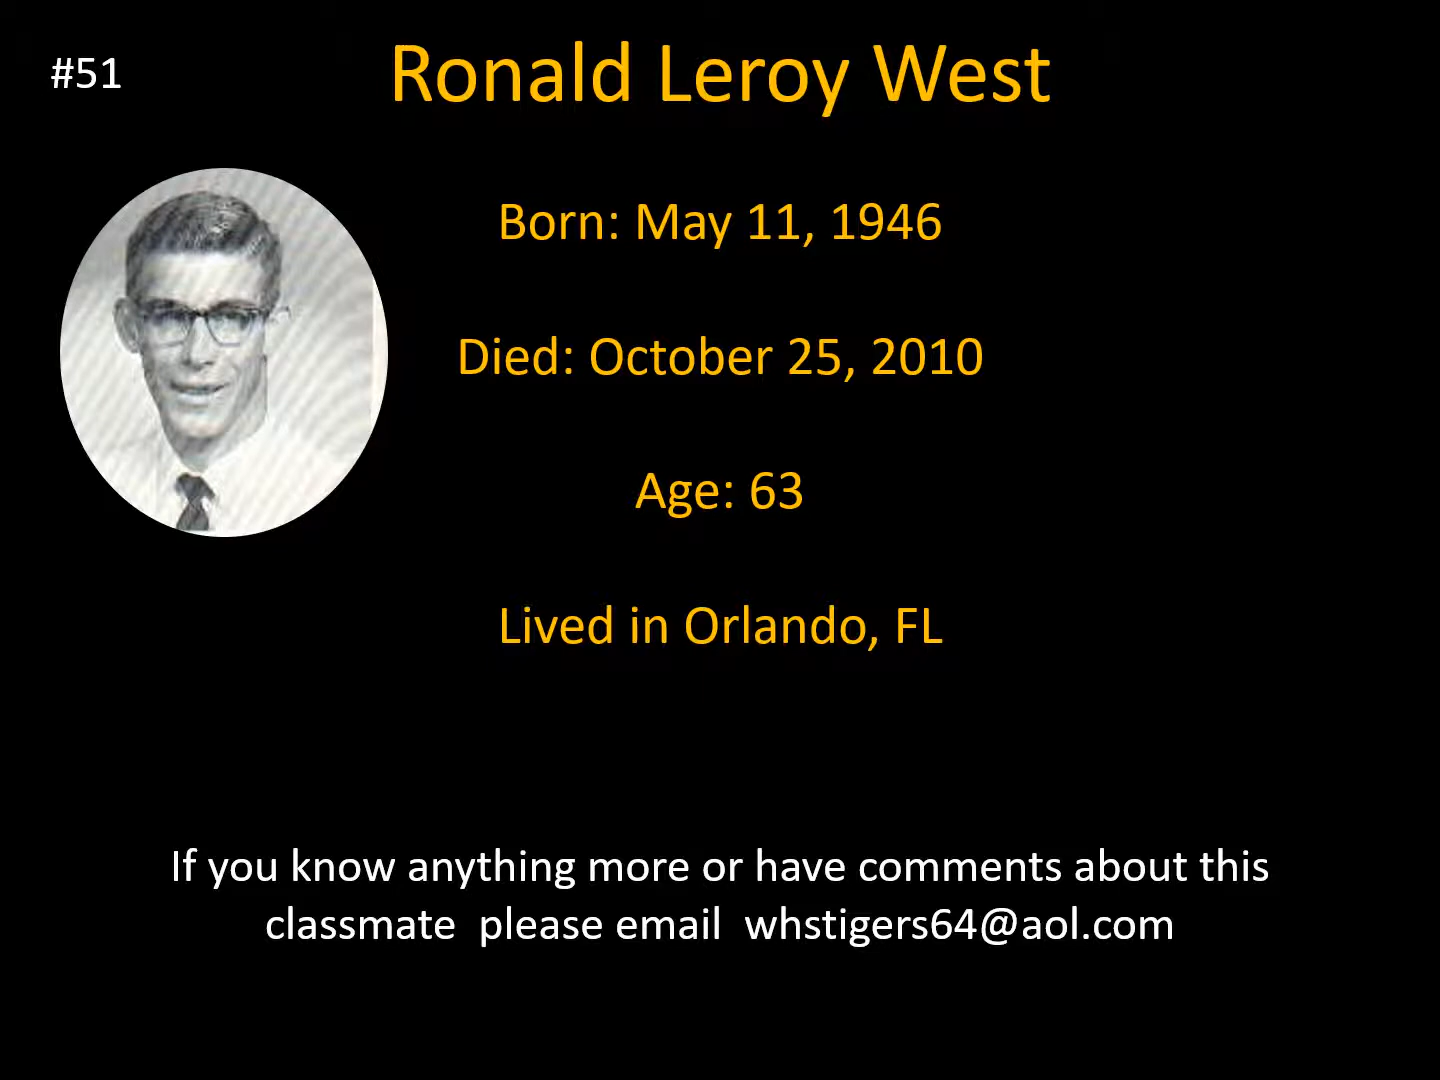 #51
Ronald Leroy West
Born: May 11, 1946
Died: October 25, 2010
Age: 63
Lived in Orlando, FL
If you know anything more or have comments about this
classmate  please email  whstigers64@aol.com